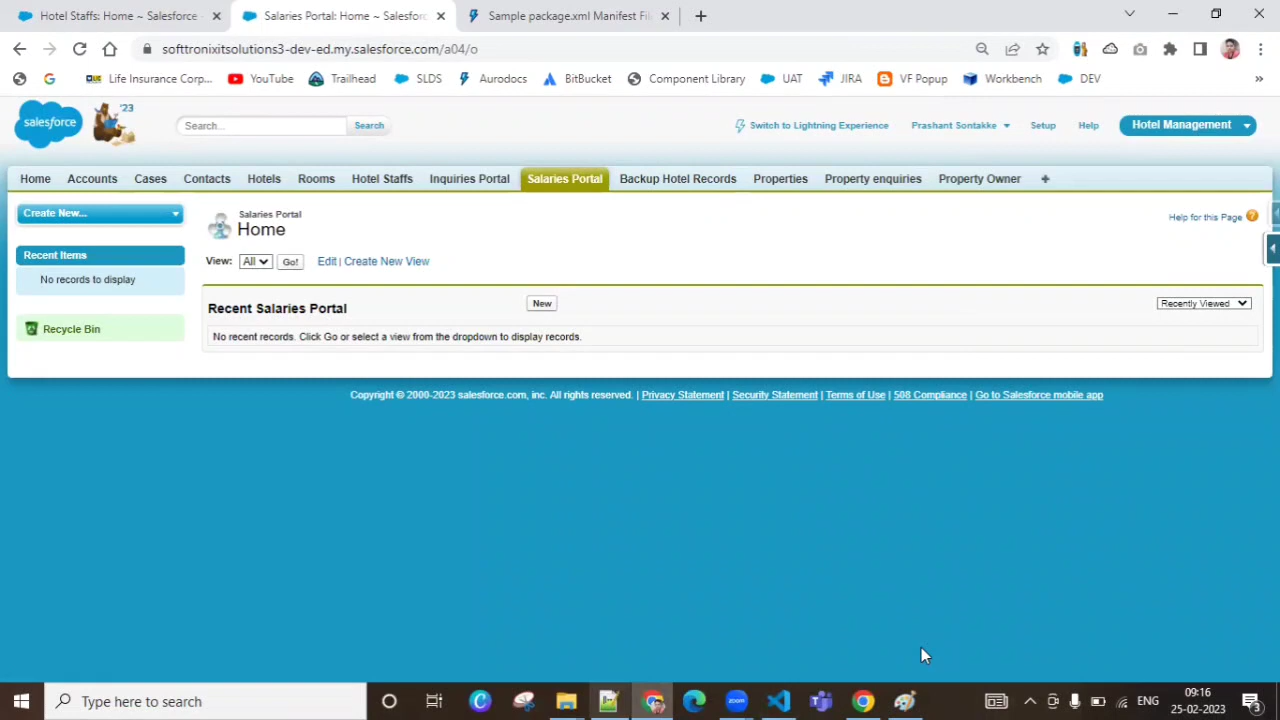 Hotel Staffs: Home ~ Salesforce -
Salaries Portal: Home ~ Salesforc
Sample package.xml Manifest Fil
softtronixitsolutions3-dev-ed.my.salesforce.com/a04/o
Life Insurance Corp... YouTube Trailhead SLDS Aurodocs BitBucket Component Library UAT JIRA VF Popup Workbench DEV »
salesforce '23 Search... Search Switch to Lightning Experience Prashant Sontakke Setup Help Hotel Management
Home Accounts Cases Contacts Hotels Rooms Hotel Staffs Inquiries Portal Salaries Portal Backup Hotel Records Properties Property enquiries Property Owner +
Create New...
Recent Items
No records to display
Recycle Bin
Salaries Portal
Home
Help for this Page ?
View: All Go! Edit | Create New View
Recent Salaries Portal New Recently Viewed
No recent records. Click Go or select a view from the dropdown to display records.
Copyright © 2000-2023 salesforce.com, inc. All rights reserved. | Privacy Statement | Security Statement | Terms of Use | 508 Compliance | Go to Salesforce mobile app
Type here to search
zoom
ENG
09:16
25-02-2023
3